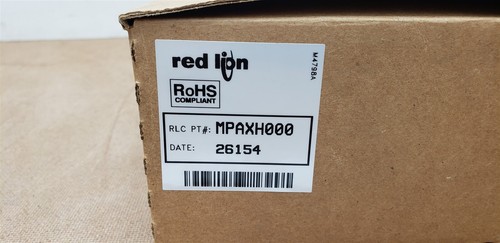 red lion
RoHS
COMPLIANT
RLC PT#: MPAXH000
DATE: 26154
M4798A